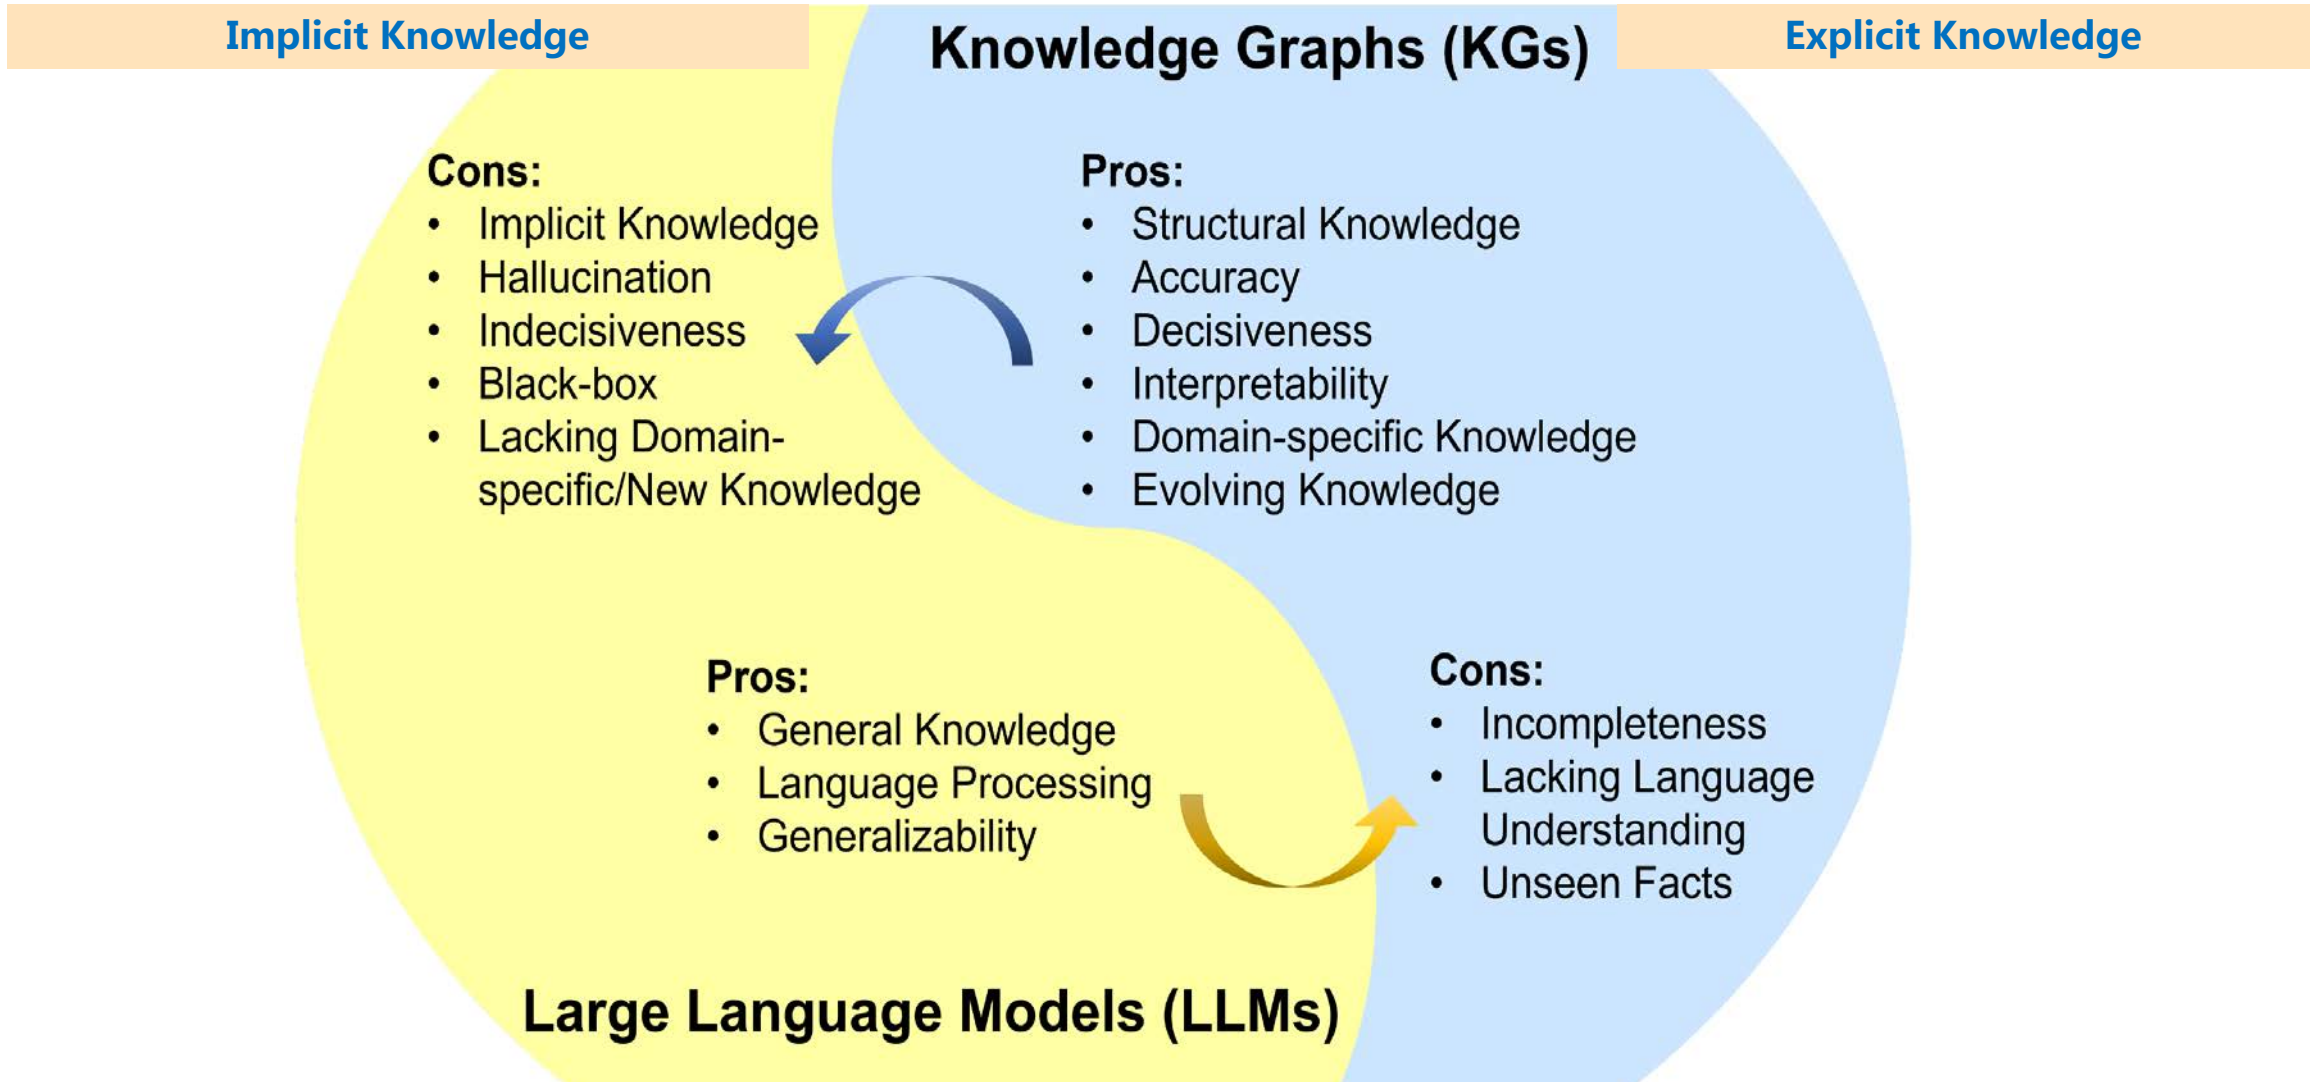 Implicit Knowledge
Knowledge Graphs (KGs)
Explicit Knowledge
Cons:
• Implicit Knowledge
• Hallucination
• Indecisiveness
• Black-box
• Lacking Domain-
specific/New Knowledge
Pros:
• Structural Knowledge
• Accuracy
• Decisiveness
• Interpretability
• Domain-specific Knowledge
• Evolving Knowledge
Pros:
• General Knowledge
• Language Processing
• Generalizability
Cons:
• Incompleteness
• Lacking Language
Understanding
• Unseen Facts
Large Language Models (LLMs)